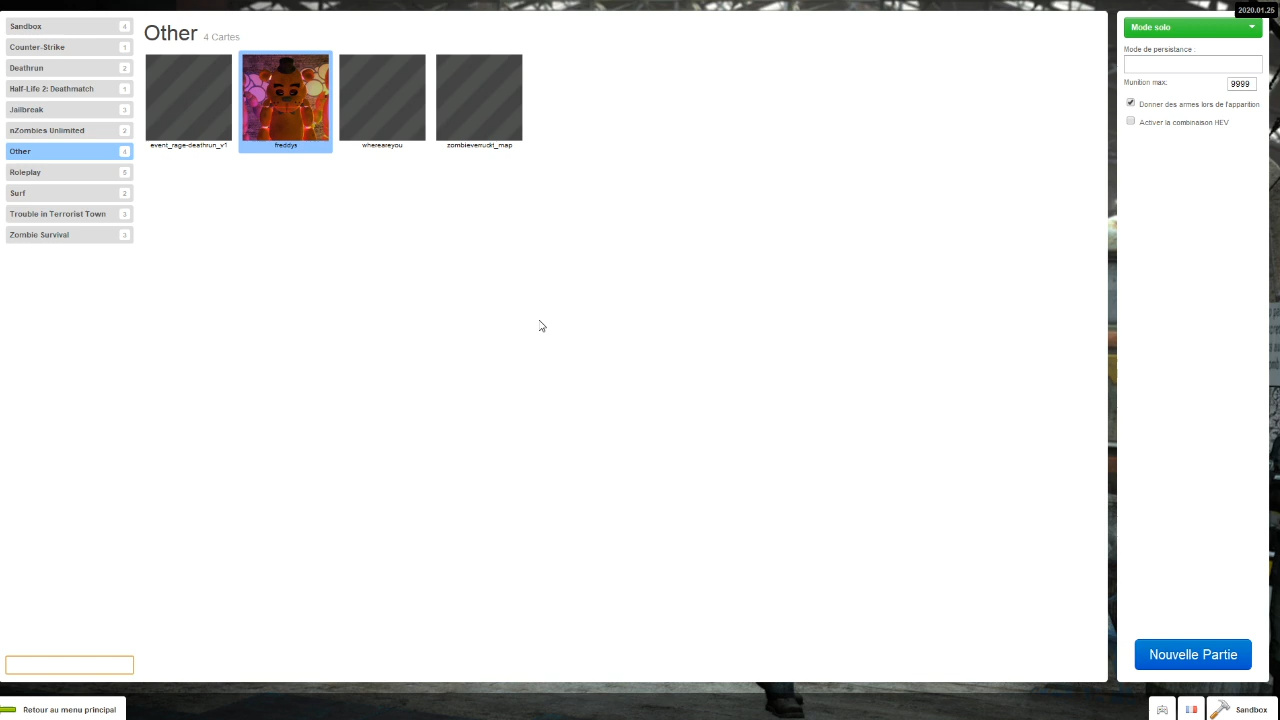 2020.01.25
Sandbox 4
Counter-Strike 1
Deathrun 2
Half-Life 2: Deathmatch 1
Jailbreak 3
nZombies Unlimited 2
Other 4
Roleplay 5
Surf 2
Trouble in Terrorist Town 3
Zombie Survival 3
Other 4 Cartes
event_rage-deathrun_v1
freddys
whereareyou
zombieverruckt_map
Mode solo
Mode de persistance :
Munition max: 9999
Donner des armes lors de l'apparition
Activer la combinaison HEV
Nouvelle Partie
Retour au menu principal
Sandbox